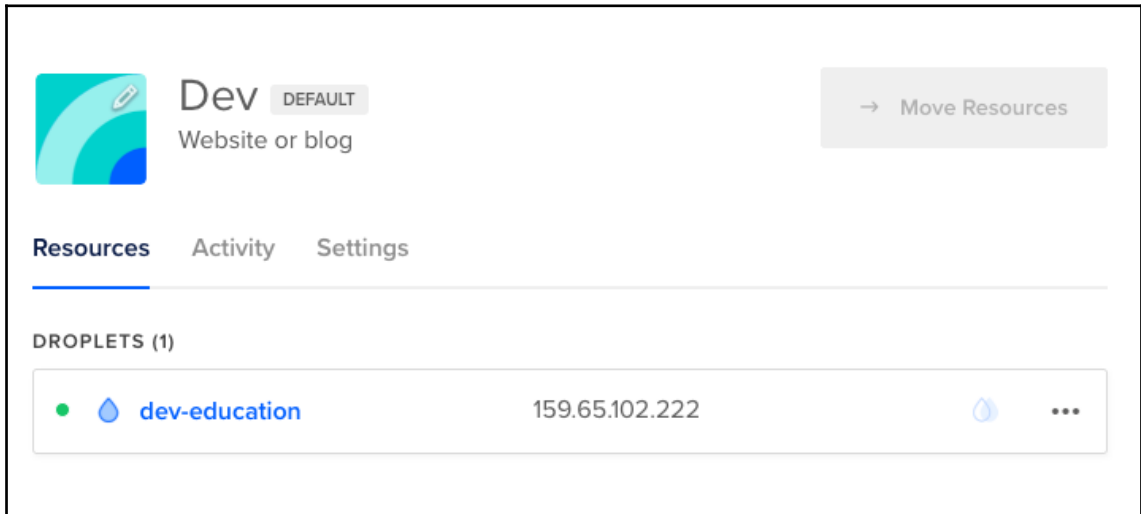 Dev DEFAULT
→ Move Resources
Website or blog
Resources Activity Settings
DROPLETS (1)
dev-education 159.65.102.222